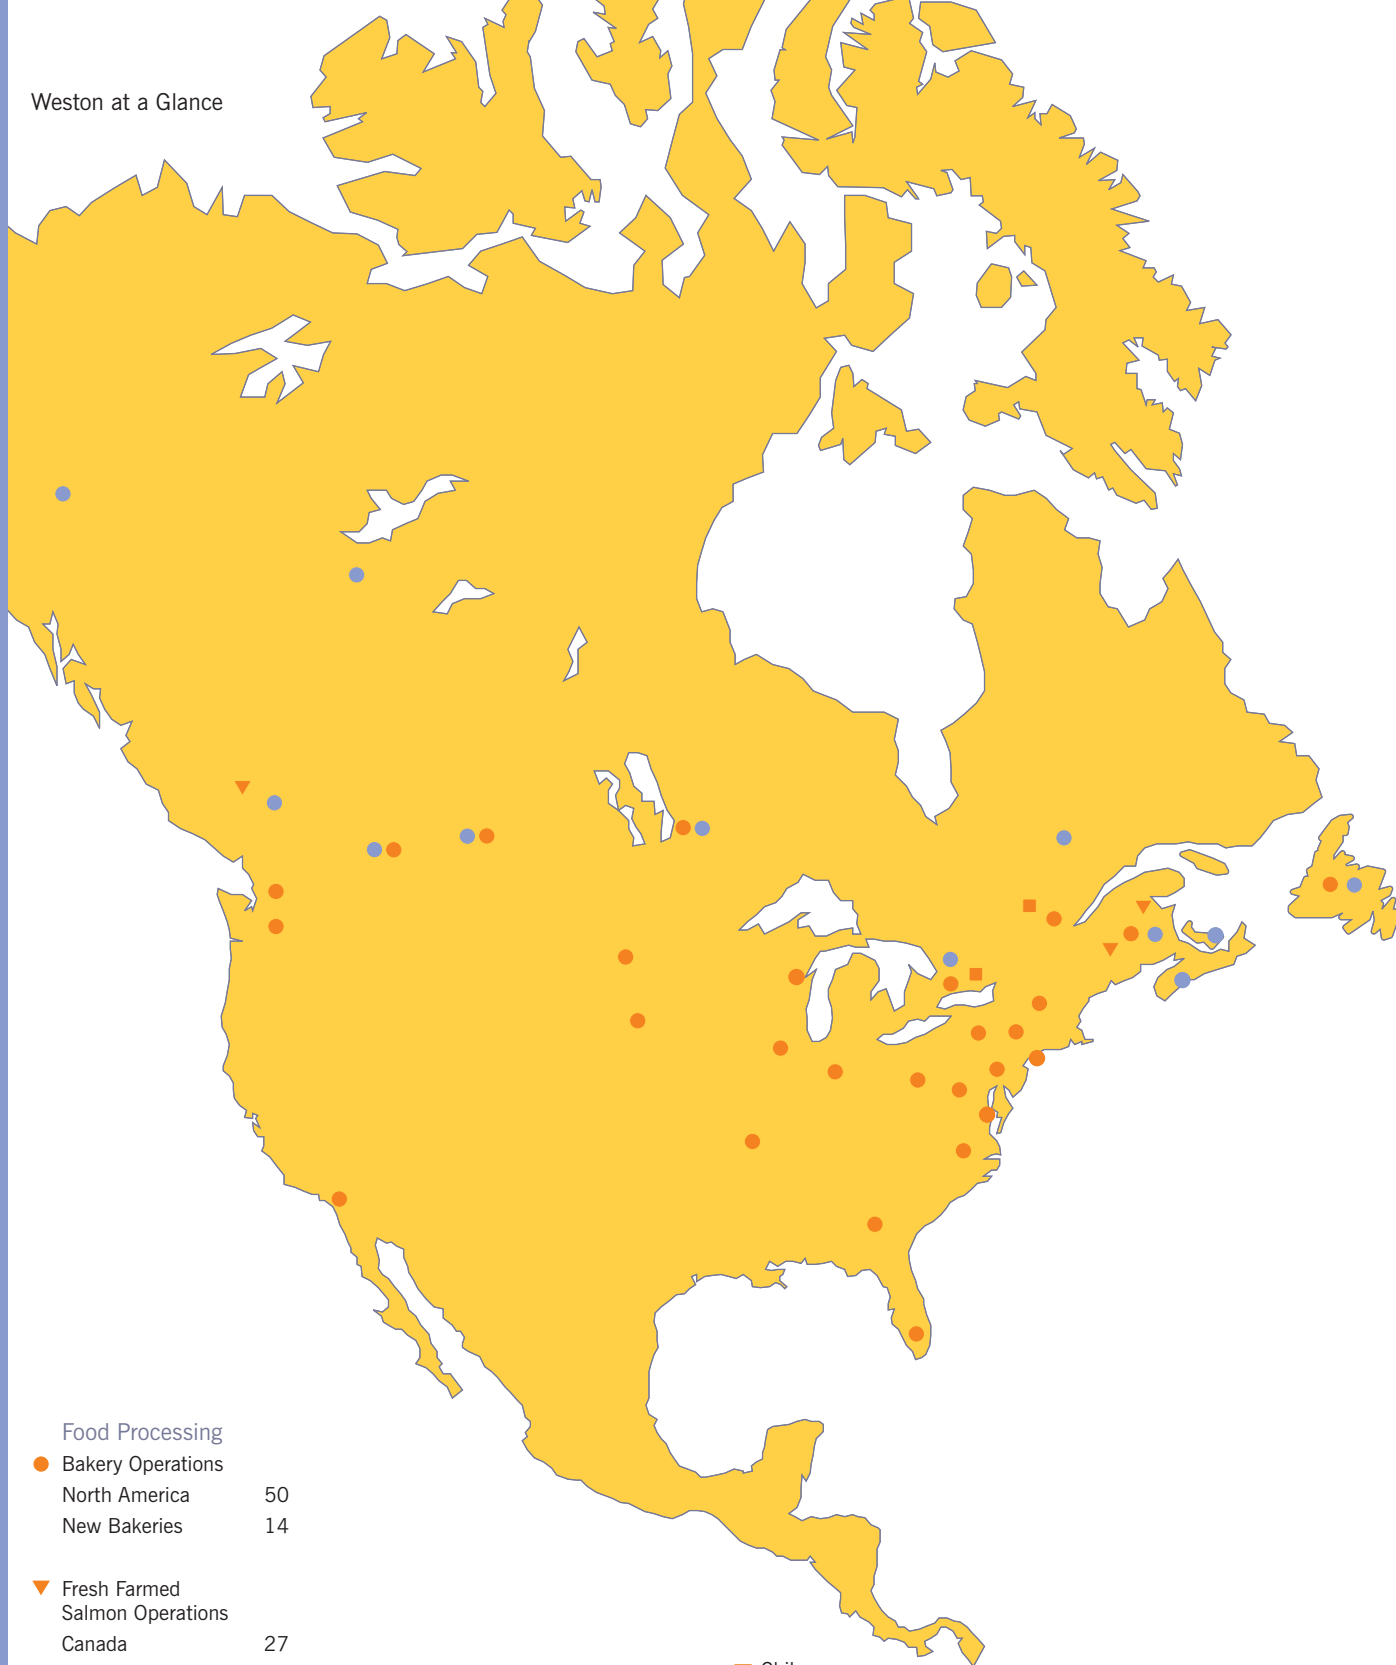 Weston at a Glance
Food Processing
Bakery Operations
North America 50
New Bakeries 14
Fresh Farmed
Salmon Operations
Canada 27